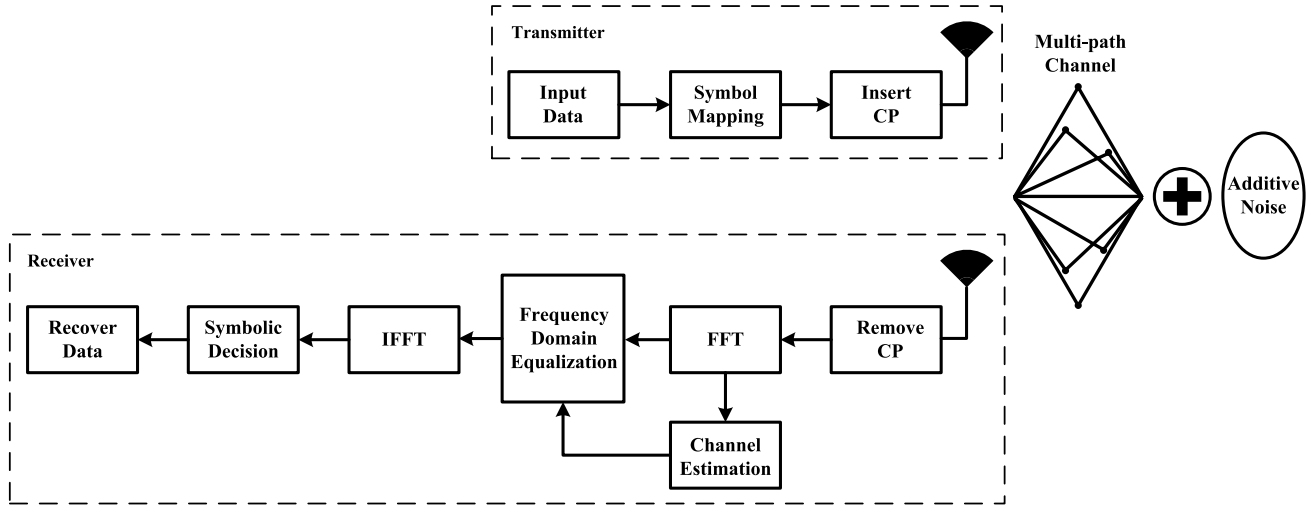 Transmitter
Input
Data
Symbol
Mapping
Insert
CP
Multi-path
Channel
Additive
Noise
Receiver
Recover
Data
Symbolic
Decision
IFFT
Frequency
Domain
Equalization
FFT
Remove
CP
Channel
Estimation